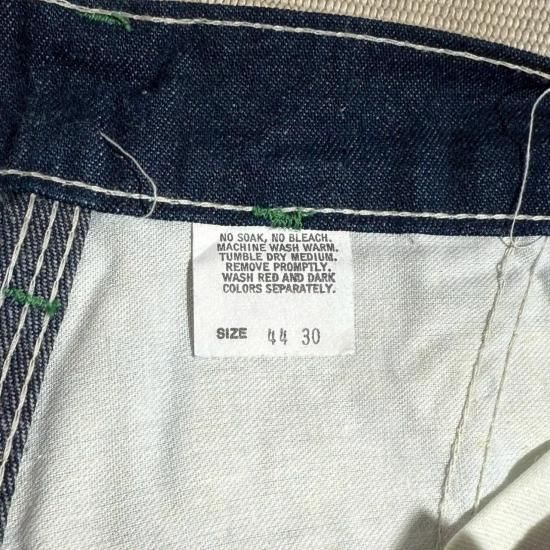 NO SOAK, NO BLEACH.
MACHINE WASH WARM.
TUMBLE DRY MEDIUM.
REMOVE PROMPTLY.
WASH RED AND DARK
COLORS SEPARATELY.
SIZE 44 30